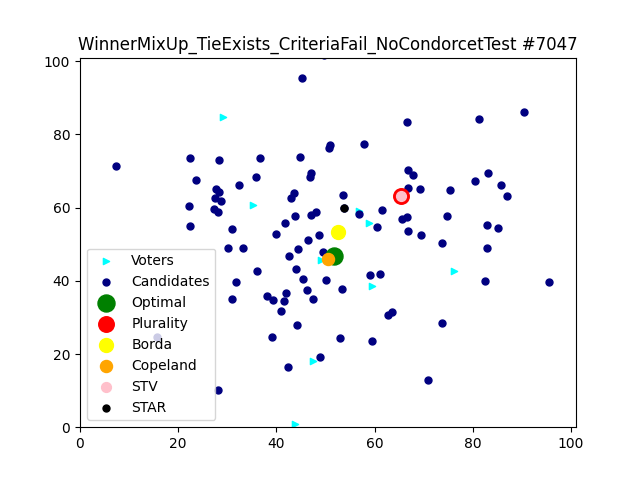 WinnerMixUp_TieExists_CriteriaFail_NoCondorcetTest #7047
100
80
60
40
20
0
Voters
Candidates
Optimal
Plurality
Borda
Copeland
STV
STAR
0 20 40 60 80 100